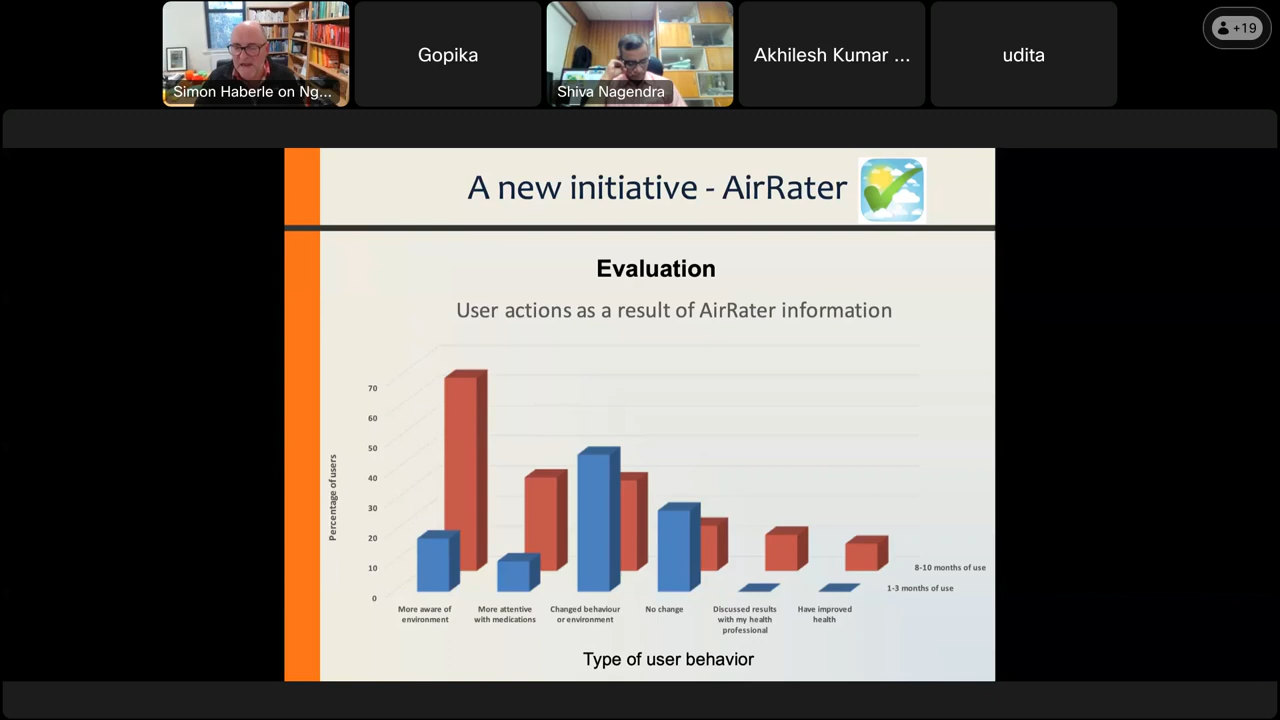 Simon Haberle on Ng...
Gopika
Shiva Nagendra
Akhilesh Kumar ...
udita
+19
A new initiative - AirRater
Evaluation
User actions as a result of AirRater information
Percentage of users
70
60
50
40
30
20
10
0
8-10 months of use
1-3 months of use
More aware of
environment
More attentive
with medications
Changed behaviour
or environment
No change
Discussed results
with my health
professional
Have improved
health
Type of user behavior